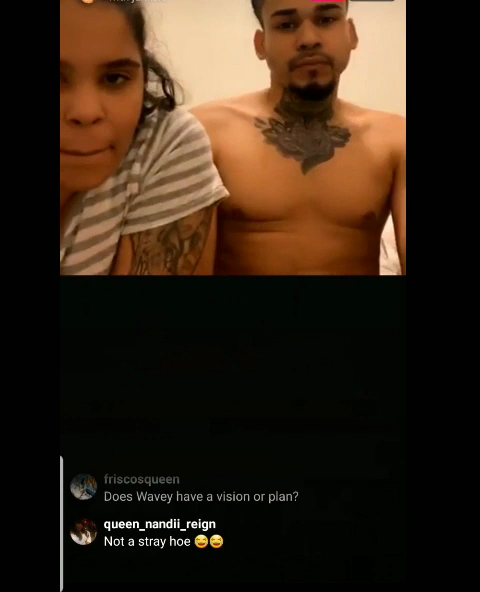 friscosqueen
Does Wavey have a vision or plan?
queen_nandii_reign
Not a stray hoe 😅😅